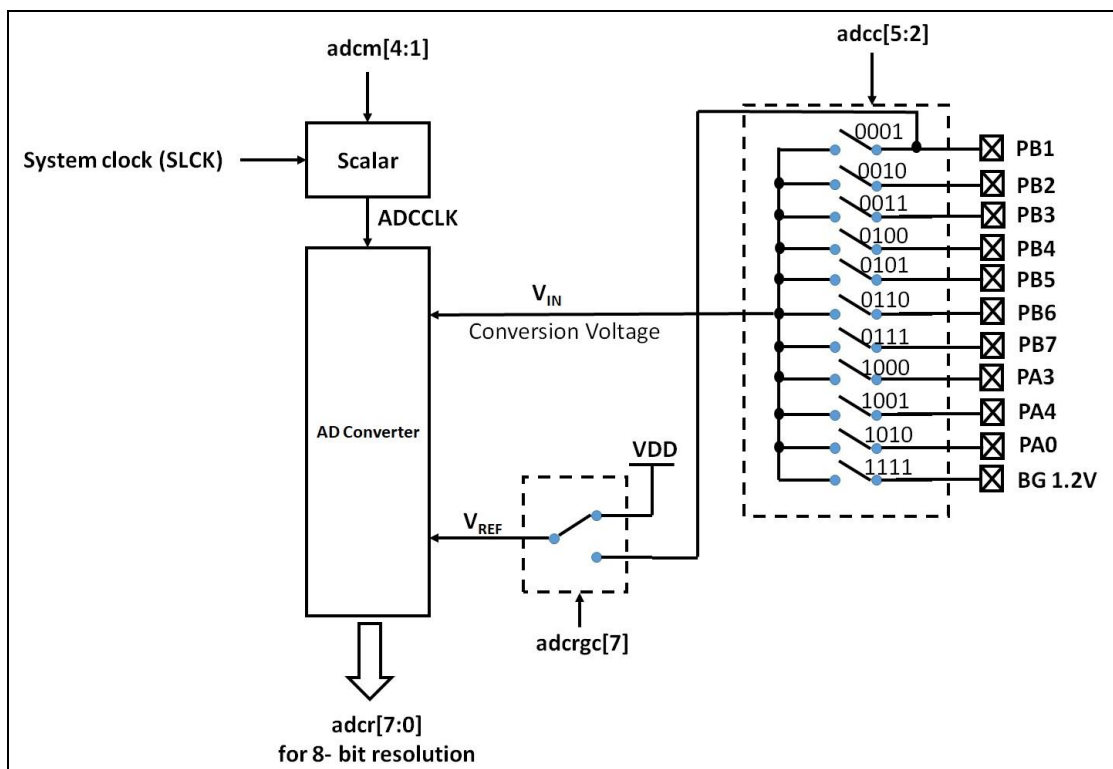 adcm[4:1]
adcc[5:2]
System clock (SLCK)
Scalar
ADCCLK
0001
PB1
0010
PB2
0011
PB3
0100
PB4
0101
PB5
VIN
Conversion Voltage
0110
PB6
0111
PB7
1000
PA3
1001
PA4
AD Converter
1010
PA0
VDD
1111
BG 1.2V
VREF
adcrgc[7]
adcr[7:0]
for 8- bit resolution